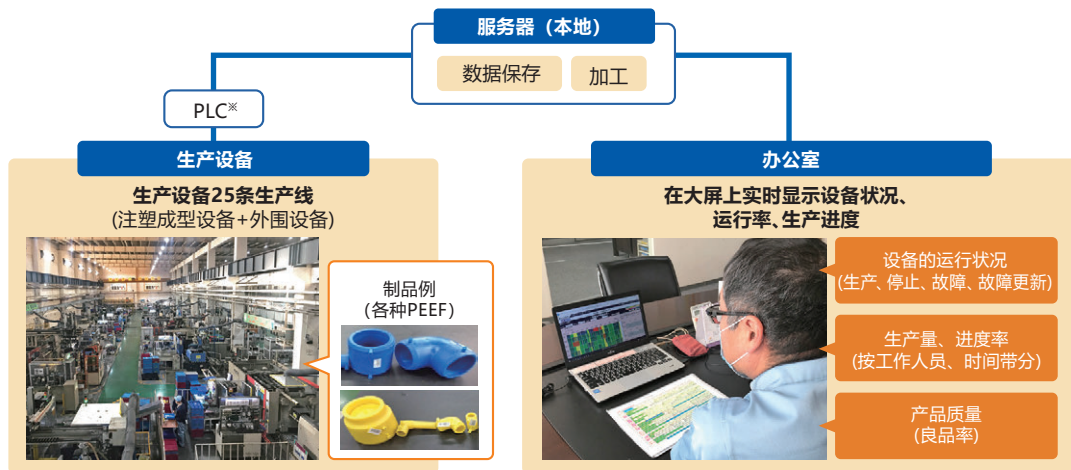 服务器（本地）
数据保存
加工
PLC※
生产设备
生产设备25条生产线
(注塑成型设备+外围设备)
制品例
(各种PEEF)
办公室
在大屏上实时显示设备状况、
运行率、生产进度
设备的运行状况
(生产、停止、故障、故障更新)
生产量、进度率
(按工作人员、时间带分)
产品质量
(良品率)